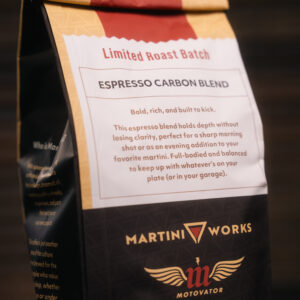 Limited Roast Batch
ESPRESSO CARBON BLEND
Bold, rich, and built to kick.
This espresso blend holds depth without
losing clarity, perfect for a sharp morning
shot or as an evening addition to your
favorite martini. Full-bodied and balanced
to keep up with whatever's on your
plate (or in your garage).
MARTINI WORKS
m
MOTOVATOR